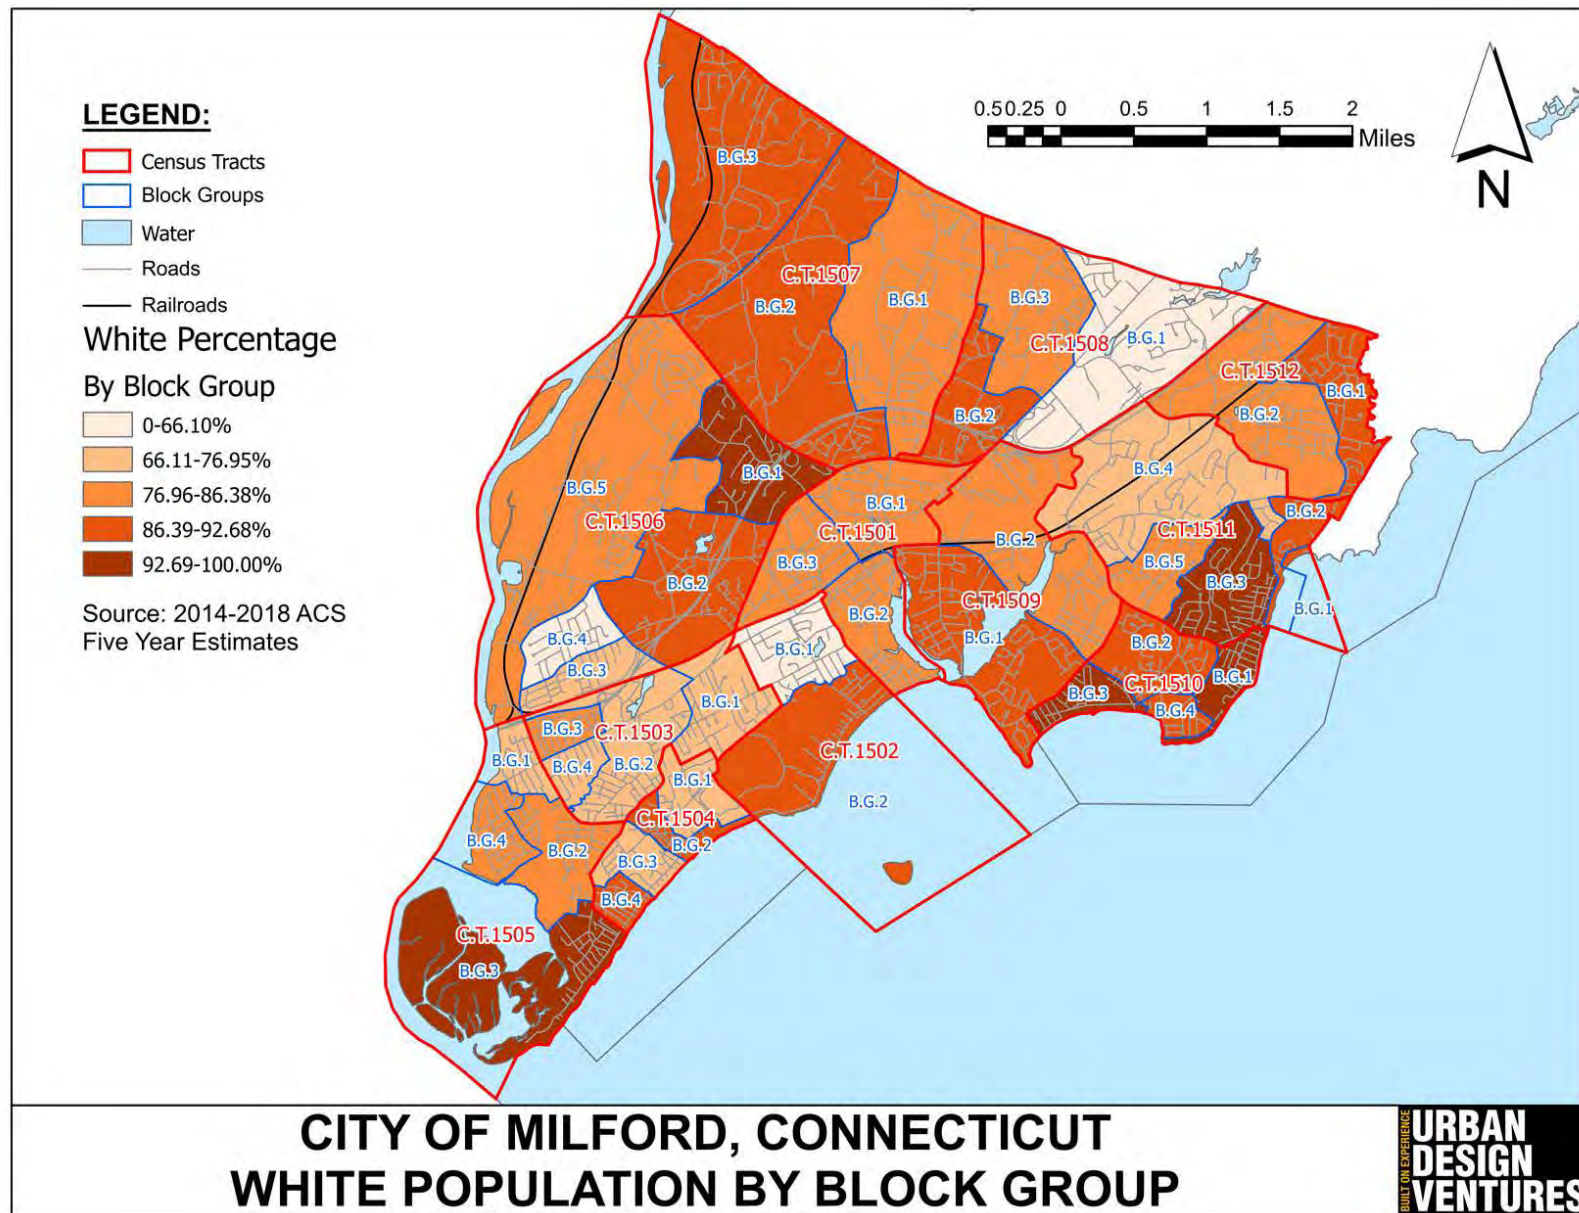 LEGEND:
Census Tracts
Block Groups
Water
Roads
Railroads
White Percentage
By Block Group
0-66.10%
66.11-76.95%
76.96-86.38%
86.39-92.68%
92.69-100.00%
Source: 2014-2018 ACS
Five Year Estimates
0.5 0.25 0 0.5 1 1.5 2
Miles
N
B.G.3
C.T.1507
B.G.2
B.G.1
B.G.3
C.T.1508
B.G.1
B.G.2
C.T.1512
B.G.1
B.G.2
B.G.4
B.G.1
B.G.5
C.T.1506
B.G.2
B.G.4
B.G.3
B.G.1
C.T.1501
B.G.3
B.G.2
B.G.2
C.T.1511
B.G.2
B.G.5
B.G.3
B.G.1
C.T.1509
B.G.1
B.G.2
C.T.1510
B.G.1
B.G.3
B.G.4
B.G.1
B.G.1
C.T.1502
B.G.2
B.G.3
C.T.1503
B.G.4
B.G.2
B.G.1
B.G.1
C.T.1504
B.G.2
B.G.3
B.G.4
B.G.4
B.G.2
C.T.1505
B.G.3
CITY OF MILFORD, CONNECTICUT
WHITE POPULATION BY BLOCK GROUP
BUILT ON EXPERIENCE
URBAN
DESIGN
VENTURES